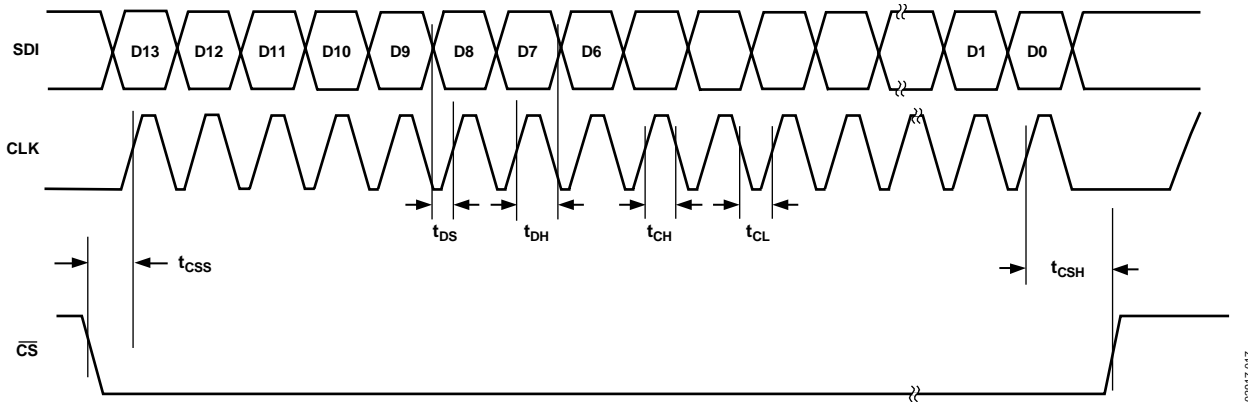 SDI
D13 D12 D11 D10 D9 D8 D7 D6 D1 D0
CLK
tDS tDH tCH tCL
tCSS tCSH
CS